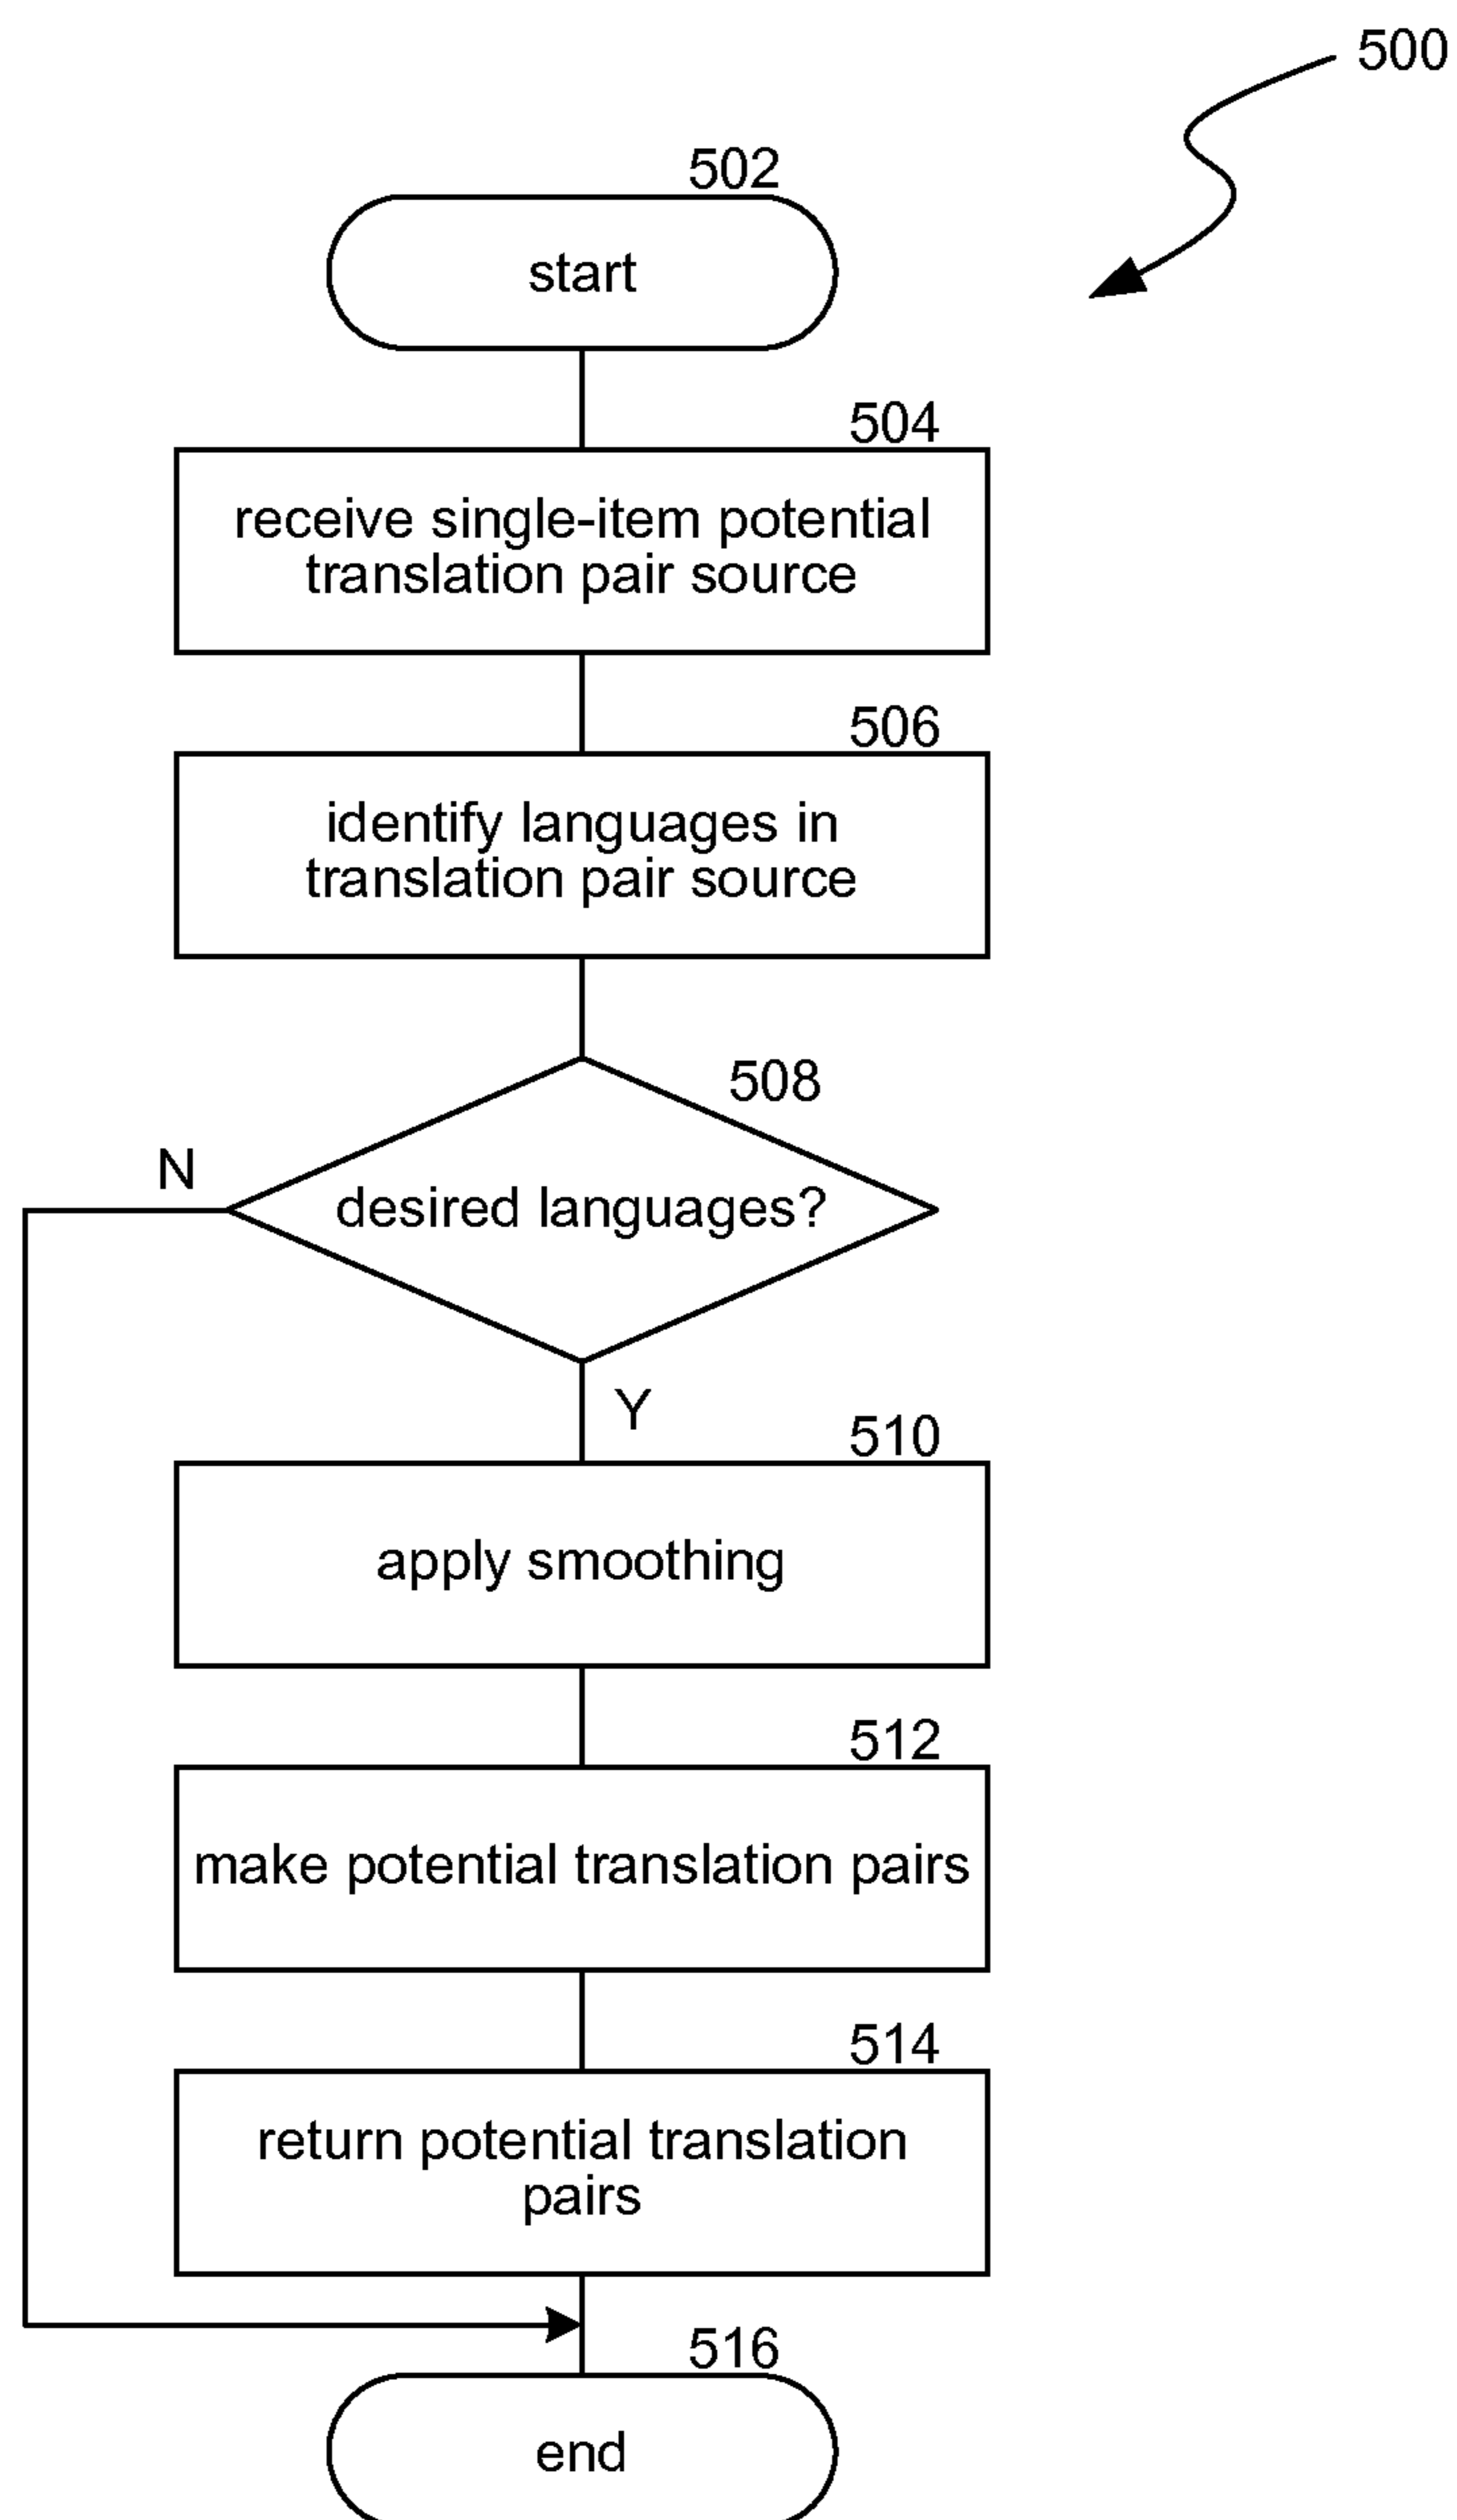 500
502
start
504
receive single-item potential
translation pair source
506
identify languages in
translation pair source
508
N
desired languages?
Y
510
apply smoothing
512
make potential translation pairs
514
return potential translation
pairs
516
end